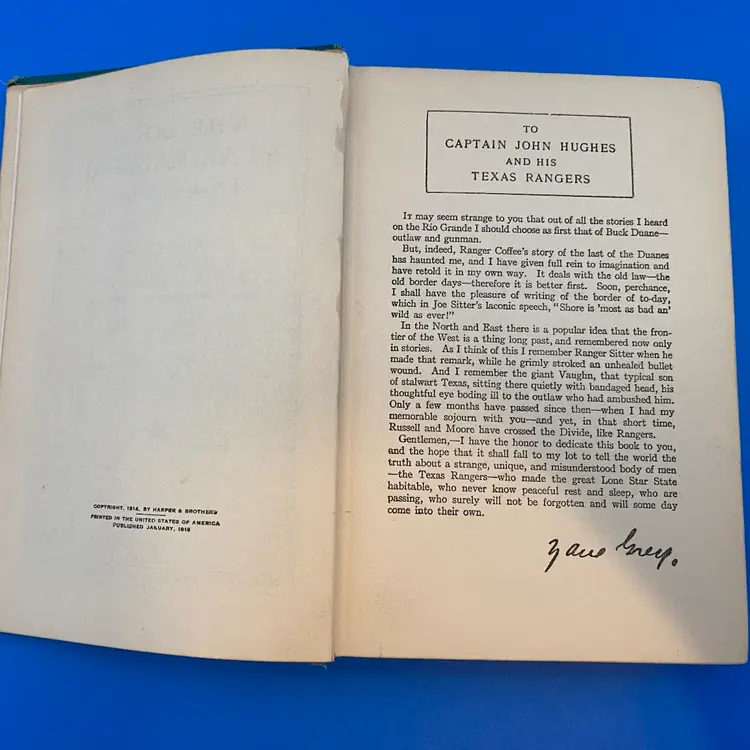 COPYRIGHT, 1914, BY HARPER & BROTHERS
PRINTED IN THE UNITED STATES OF AMERICA
PUBLISHED JANUARY, 1915
TO
CAPTAIN JOHN HUGHES
AND HIS
TEXAS RANGERS
It may seem strange to you that out of all the stories I heard
on the Rio Grande I should choose as first that of Buck Duane—
outlaw and gunman.
But, indeed, Ranger Coffee's story of the last of the Duanes
has haunted me, and I have given full rein to imagination and
have retold it in my own way. It deals with the old law—the
old border days—therefore it is better first. Soon, perchance,
I shall have the pleasure of writing of the border of to-day,
which in Joe Sitter's laconic speech, "Shore is 'most as bad an'
wild as ever!"
In the North and East there is a popular idea that the fron-
tier of the West is a thing long past, and remembered now only
in stories. As I think of this I remember Ranger Sitter when he
made that remark, while he grimly stroked an unhealed bullet
wound. And I remember the giant Vaughn, that typical son
of stalwart Texas, sitting there quietly with bandaged head, his
thoughtful eye boding ill to the outlaw who had ambushed him.
Only a few months have passed since then—when I had my
memorable sojourn with you—and yet, in that short time,
Russell and Moore have crossed the Divide, like Rangers.
Gentlemen,—I have the honor to dedicate this book to you,
and the hope that it shall fall to my lot to tell the world the
truth about a strange, unique, and misunderstood body of men
—the Texas Rangers—who made the great Lone Star State
habitable, who never know peaceful rest and sleep, who are
passing, who surely will not be forgotten and will some day
come into their own.
Zane Grey.